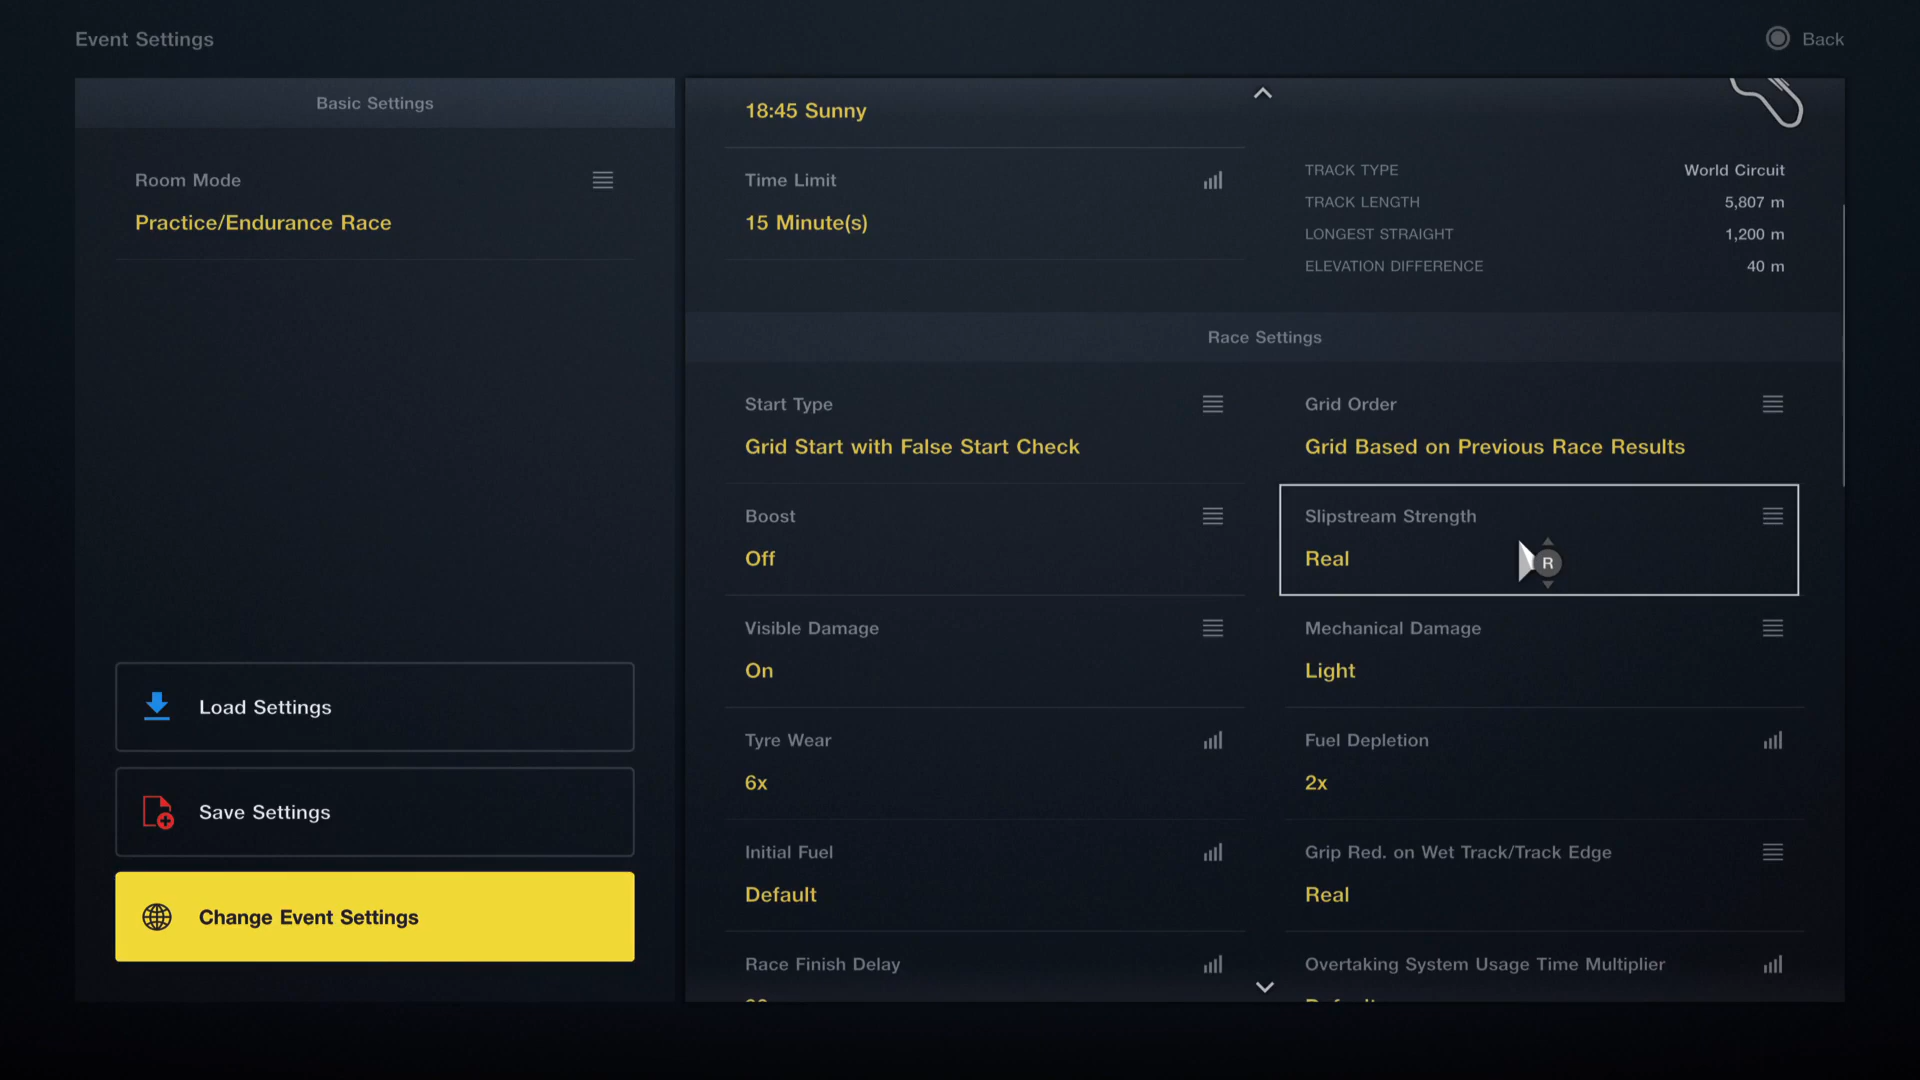 Event Settings
Back
Basic Settings
Room Mode
Practice/Endurance Race
Load Settings
Save Settings
Change Event Settings
18:45 Sunny
Time Limit
15 Minute(s)
TRACK TYPE World Circuit
TRACK LENGTH 5,807 m
LONGEST STRAIGHT 1,200 m
ELEVATION DIFFERENCE 40 m
Race Settings
Start Type
Grid Start with False Start Check
Grid Order
Grid Based on Previous Race Results
Boost
Off
Slipstream Strength
Real
R
Visible Damage
On
Mechanical Damage
Light
Tyre Wear
6x
Fuel Depletion
2x
Initial Fuel
Default
Grip Red. on Wet Track/Track Edge
Real
Race Finish Delay
Overtaking System Usage Time Multiplier